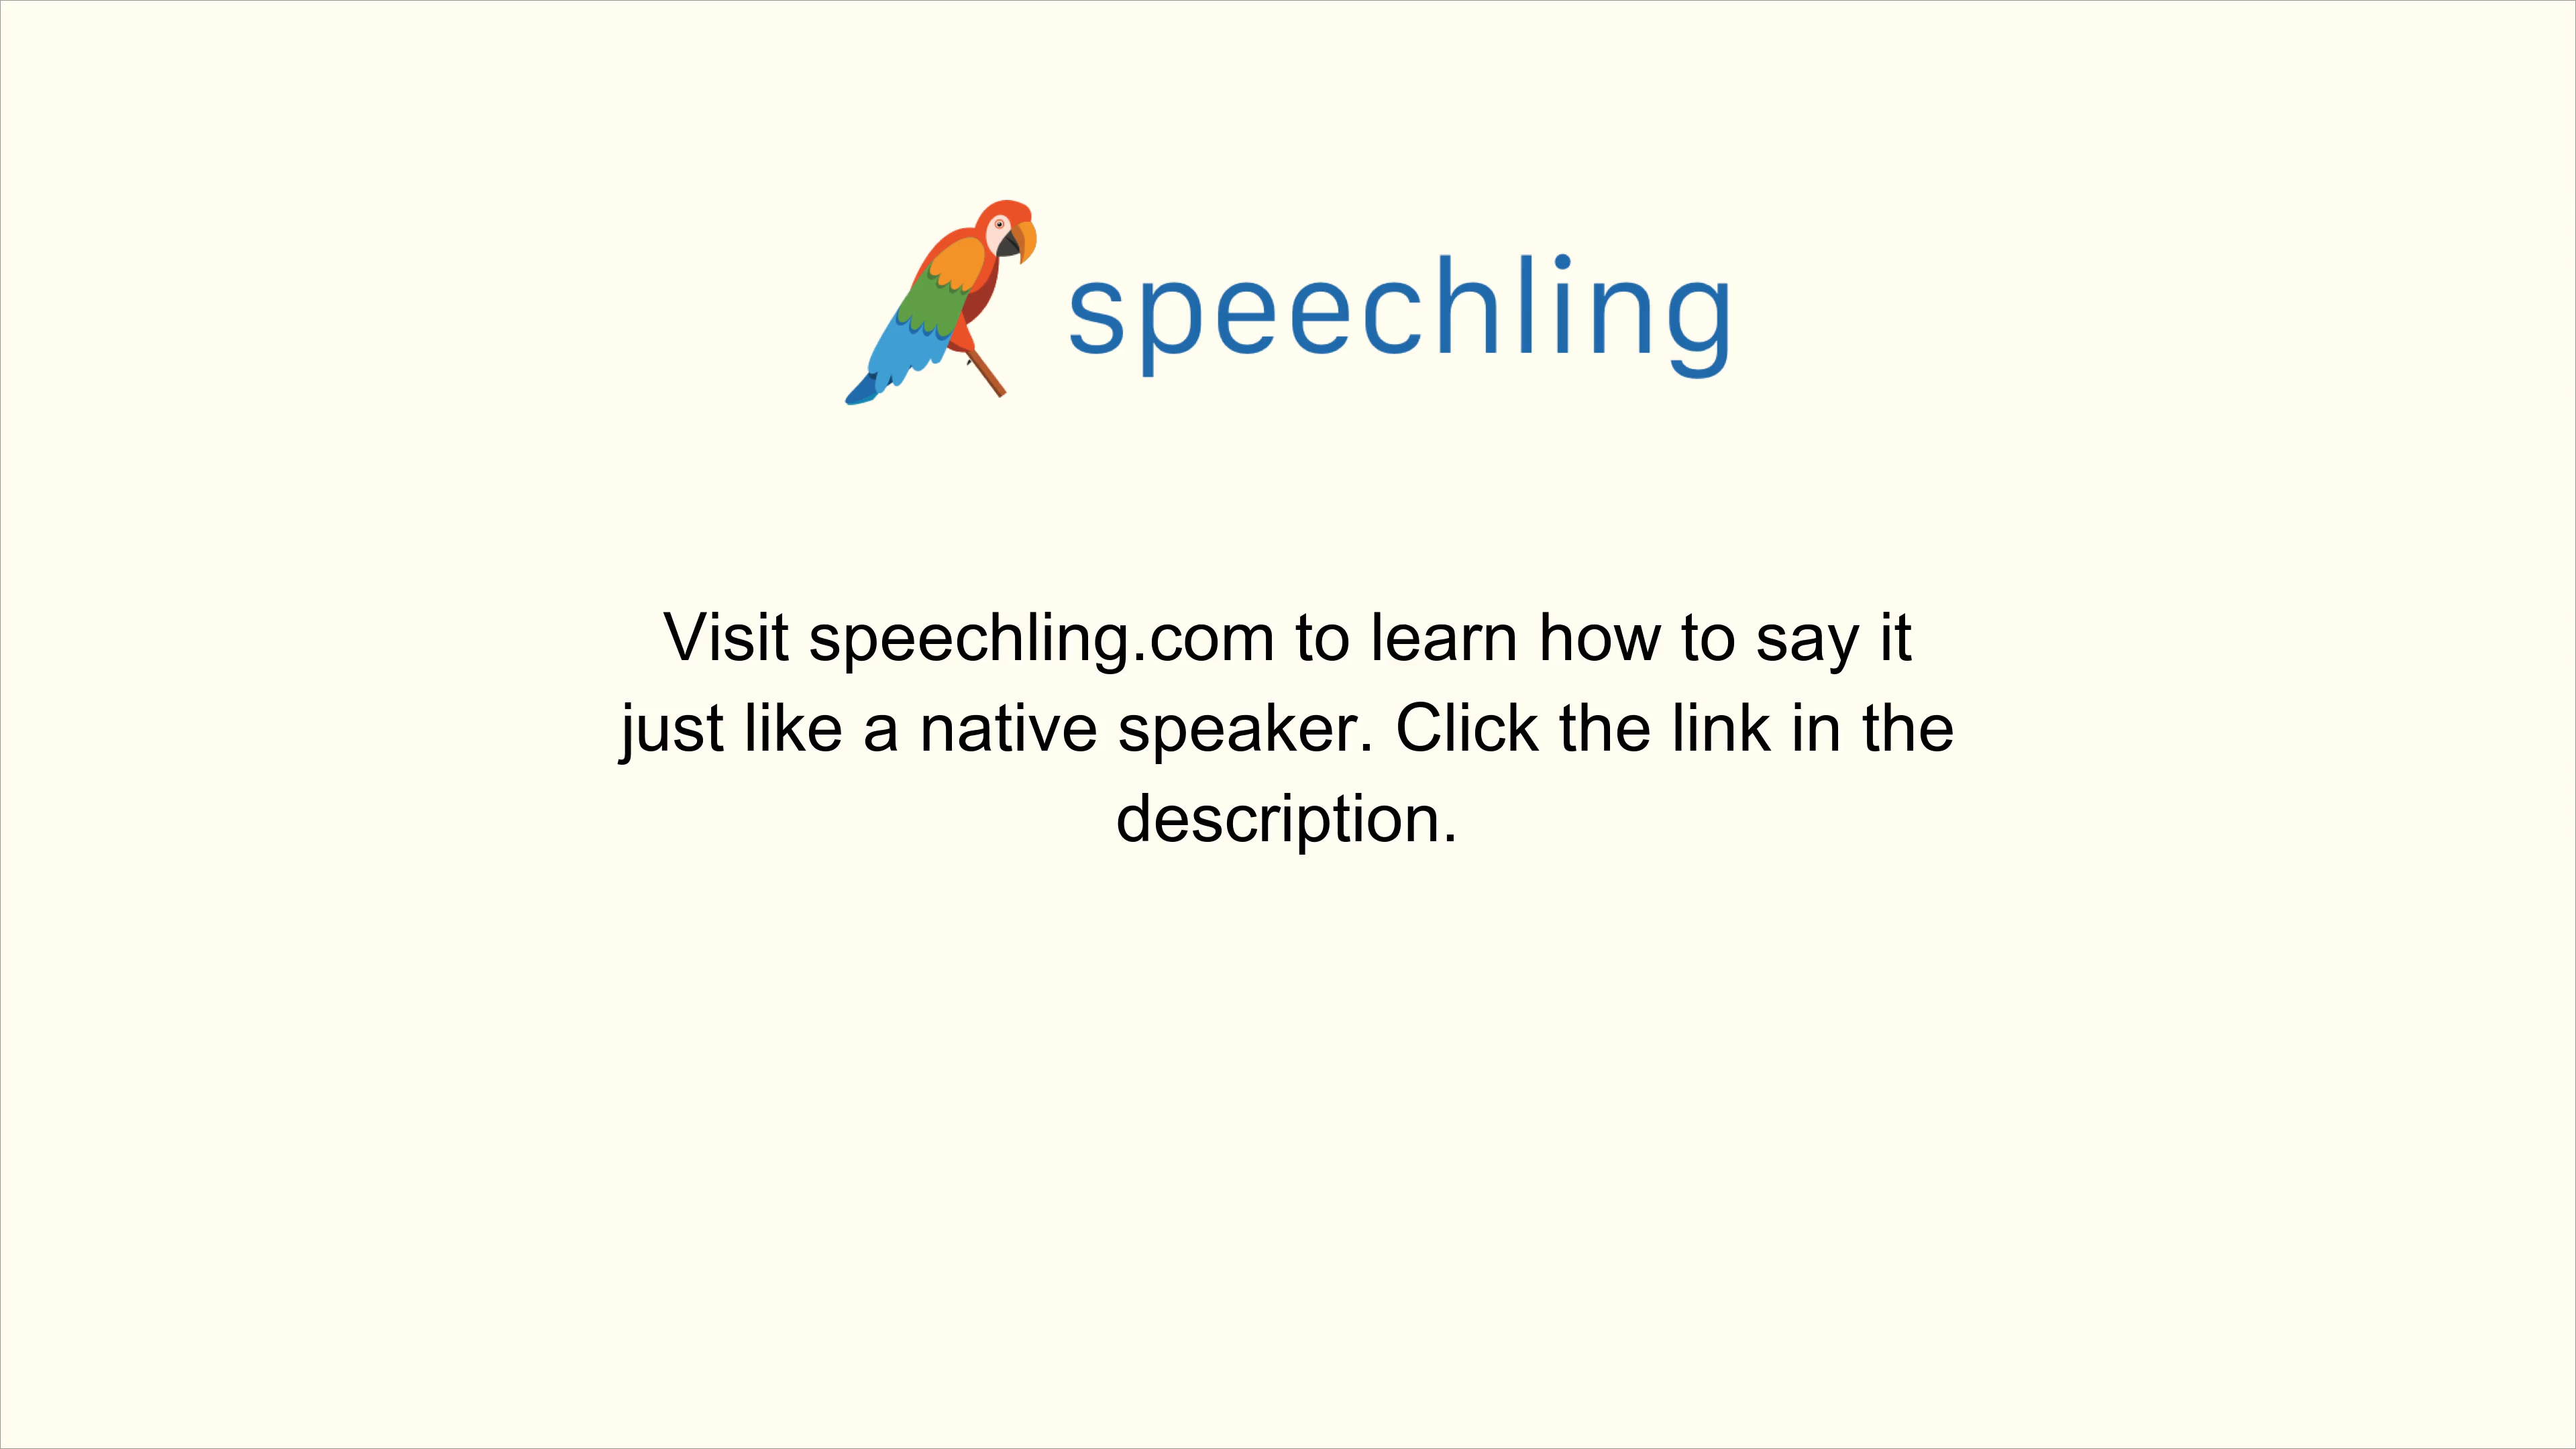 speechling
Visit speechling.com to learn how to say it
just like a native speaker. Click the link in the
description.